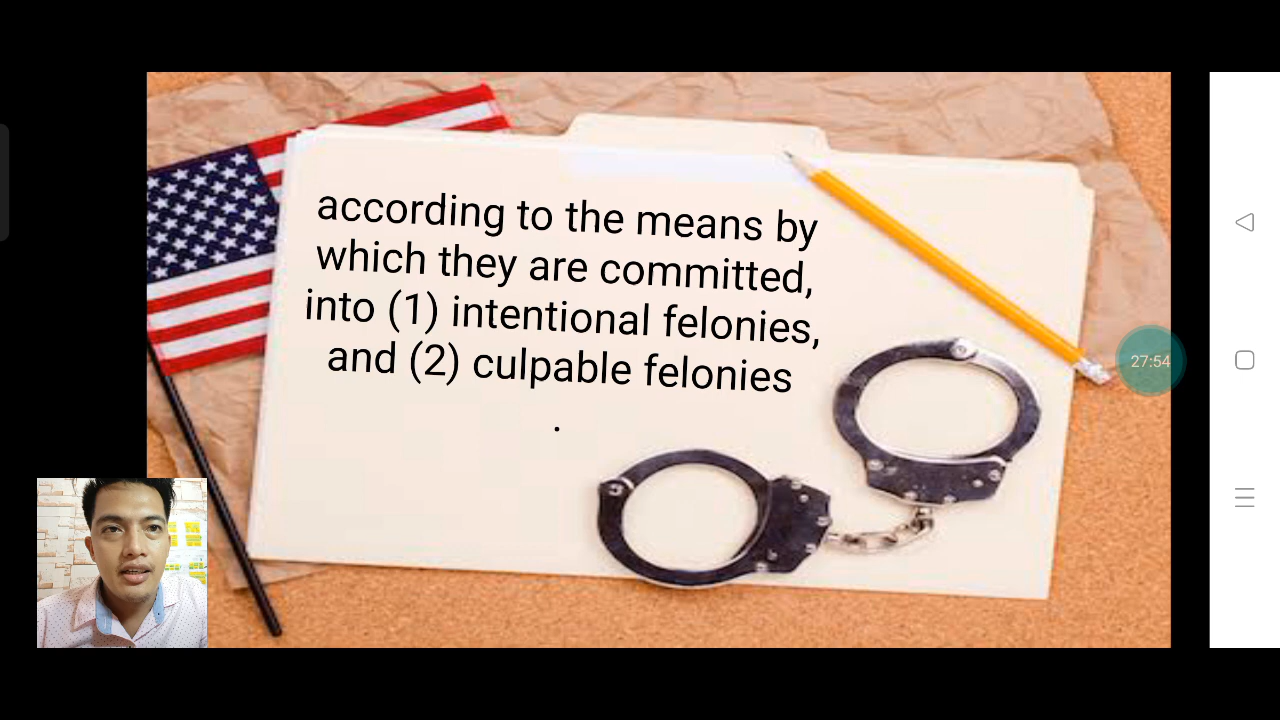 according to the means by
which they are committed,
into (1) intentional felonies,
and (2) culpable felonies
.
27:54